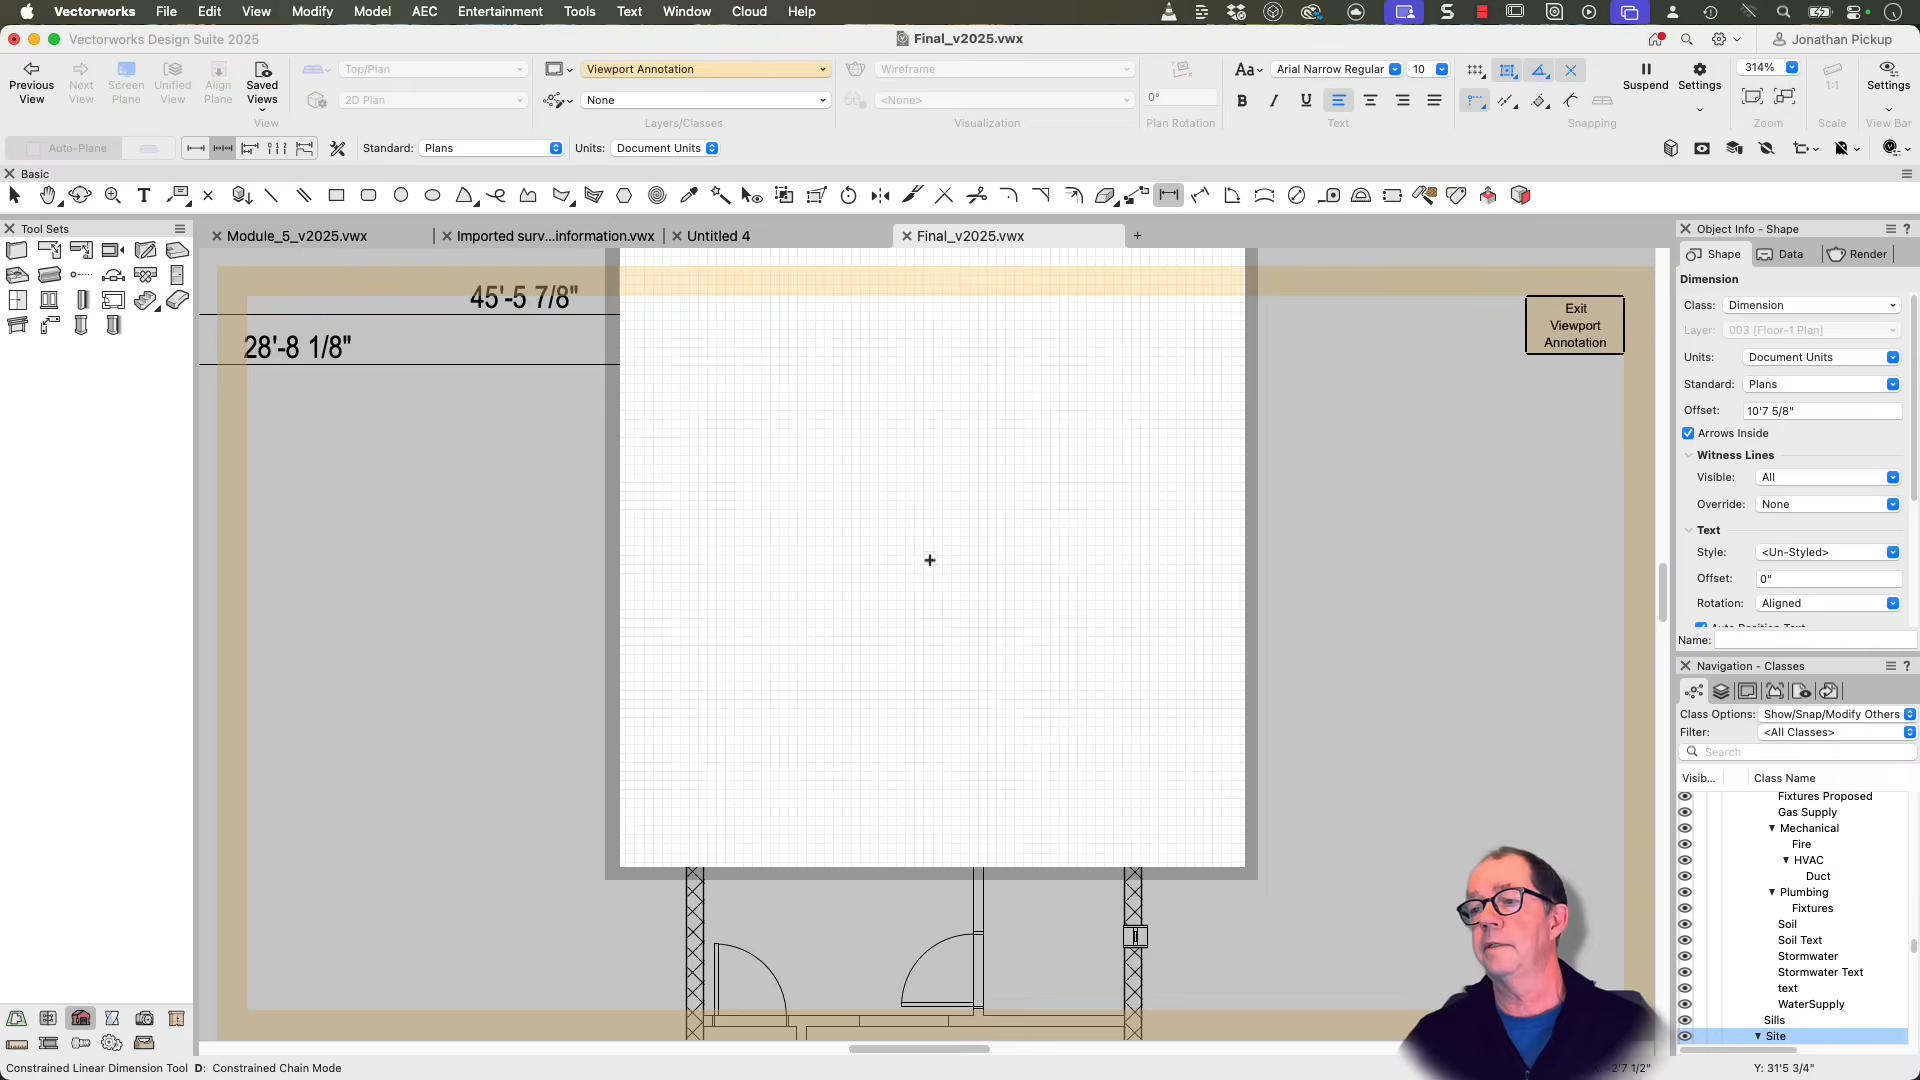 Vectorworks File Edit View Modify Model AEC Entertainment Tools Text Window Cloud Help
Vectorworks Design Suite 2025
Final_v2025.vwx
Jonathan Pickup
Previous View
Next View
Screen Plane
Unified View
Align Plane
Saved Views
View
Top/Plan
2D Plan
Viewport Annotation
None
Layers/Classes
Wireframe
<None>
Visualization
0°
Plan Rotation
Aa
Arial Narrow Regular
10
B I U
Text
Snapping
Suspend
Settings
314%
Zoom
1:1
Scale
Settings
View Bar
Auto-Plane
Standard: Plans
Units: Document Units
Basic
Tool Sets
Module_5_v2025.vwx
Imported surv...information.vwx
Untitled 4
Final_v2025.vwx
45'-5 7/8"
28'-8 1/8"
Exit
Viewport
Annotation
Object Info - Shape
Shape
Data
Render
Dimension
Class: Dimension
Layer: 003 [Floor-1 Plan]
Units: Document Units
Standard: Plans
Offset: 10'7 5/8"
Arrows Inside
Witness Lines
Visible: All
Override: None
Text
Style: <Un-Styled>
Offset: 0"
Rotation: Aligned
Auto Position Text
Name:
Navigation - Classes
Class Options: Show/Snap/Modify Others
Filter: <All Classes>
Search
Visib...
Class Name
Fixtures Proposed
Gas Supply
Mechanical
Fire
HVAC
Duct
Plumbing
Fixtures
Soil
Soil Text
Stormwater
Stormwater Text
text
WaterSupply
Sills
Site
Constrained Linear Dimension Tool D: Constrained Chain Mode
-2'7 1/2"
Y: 31'5 3/4"